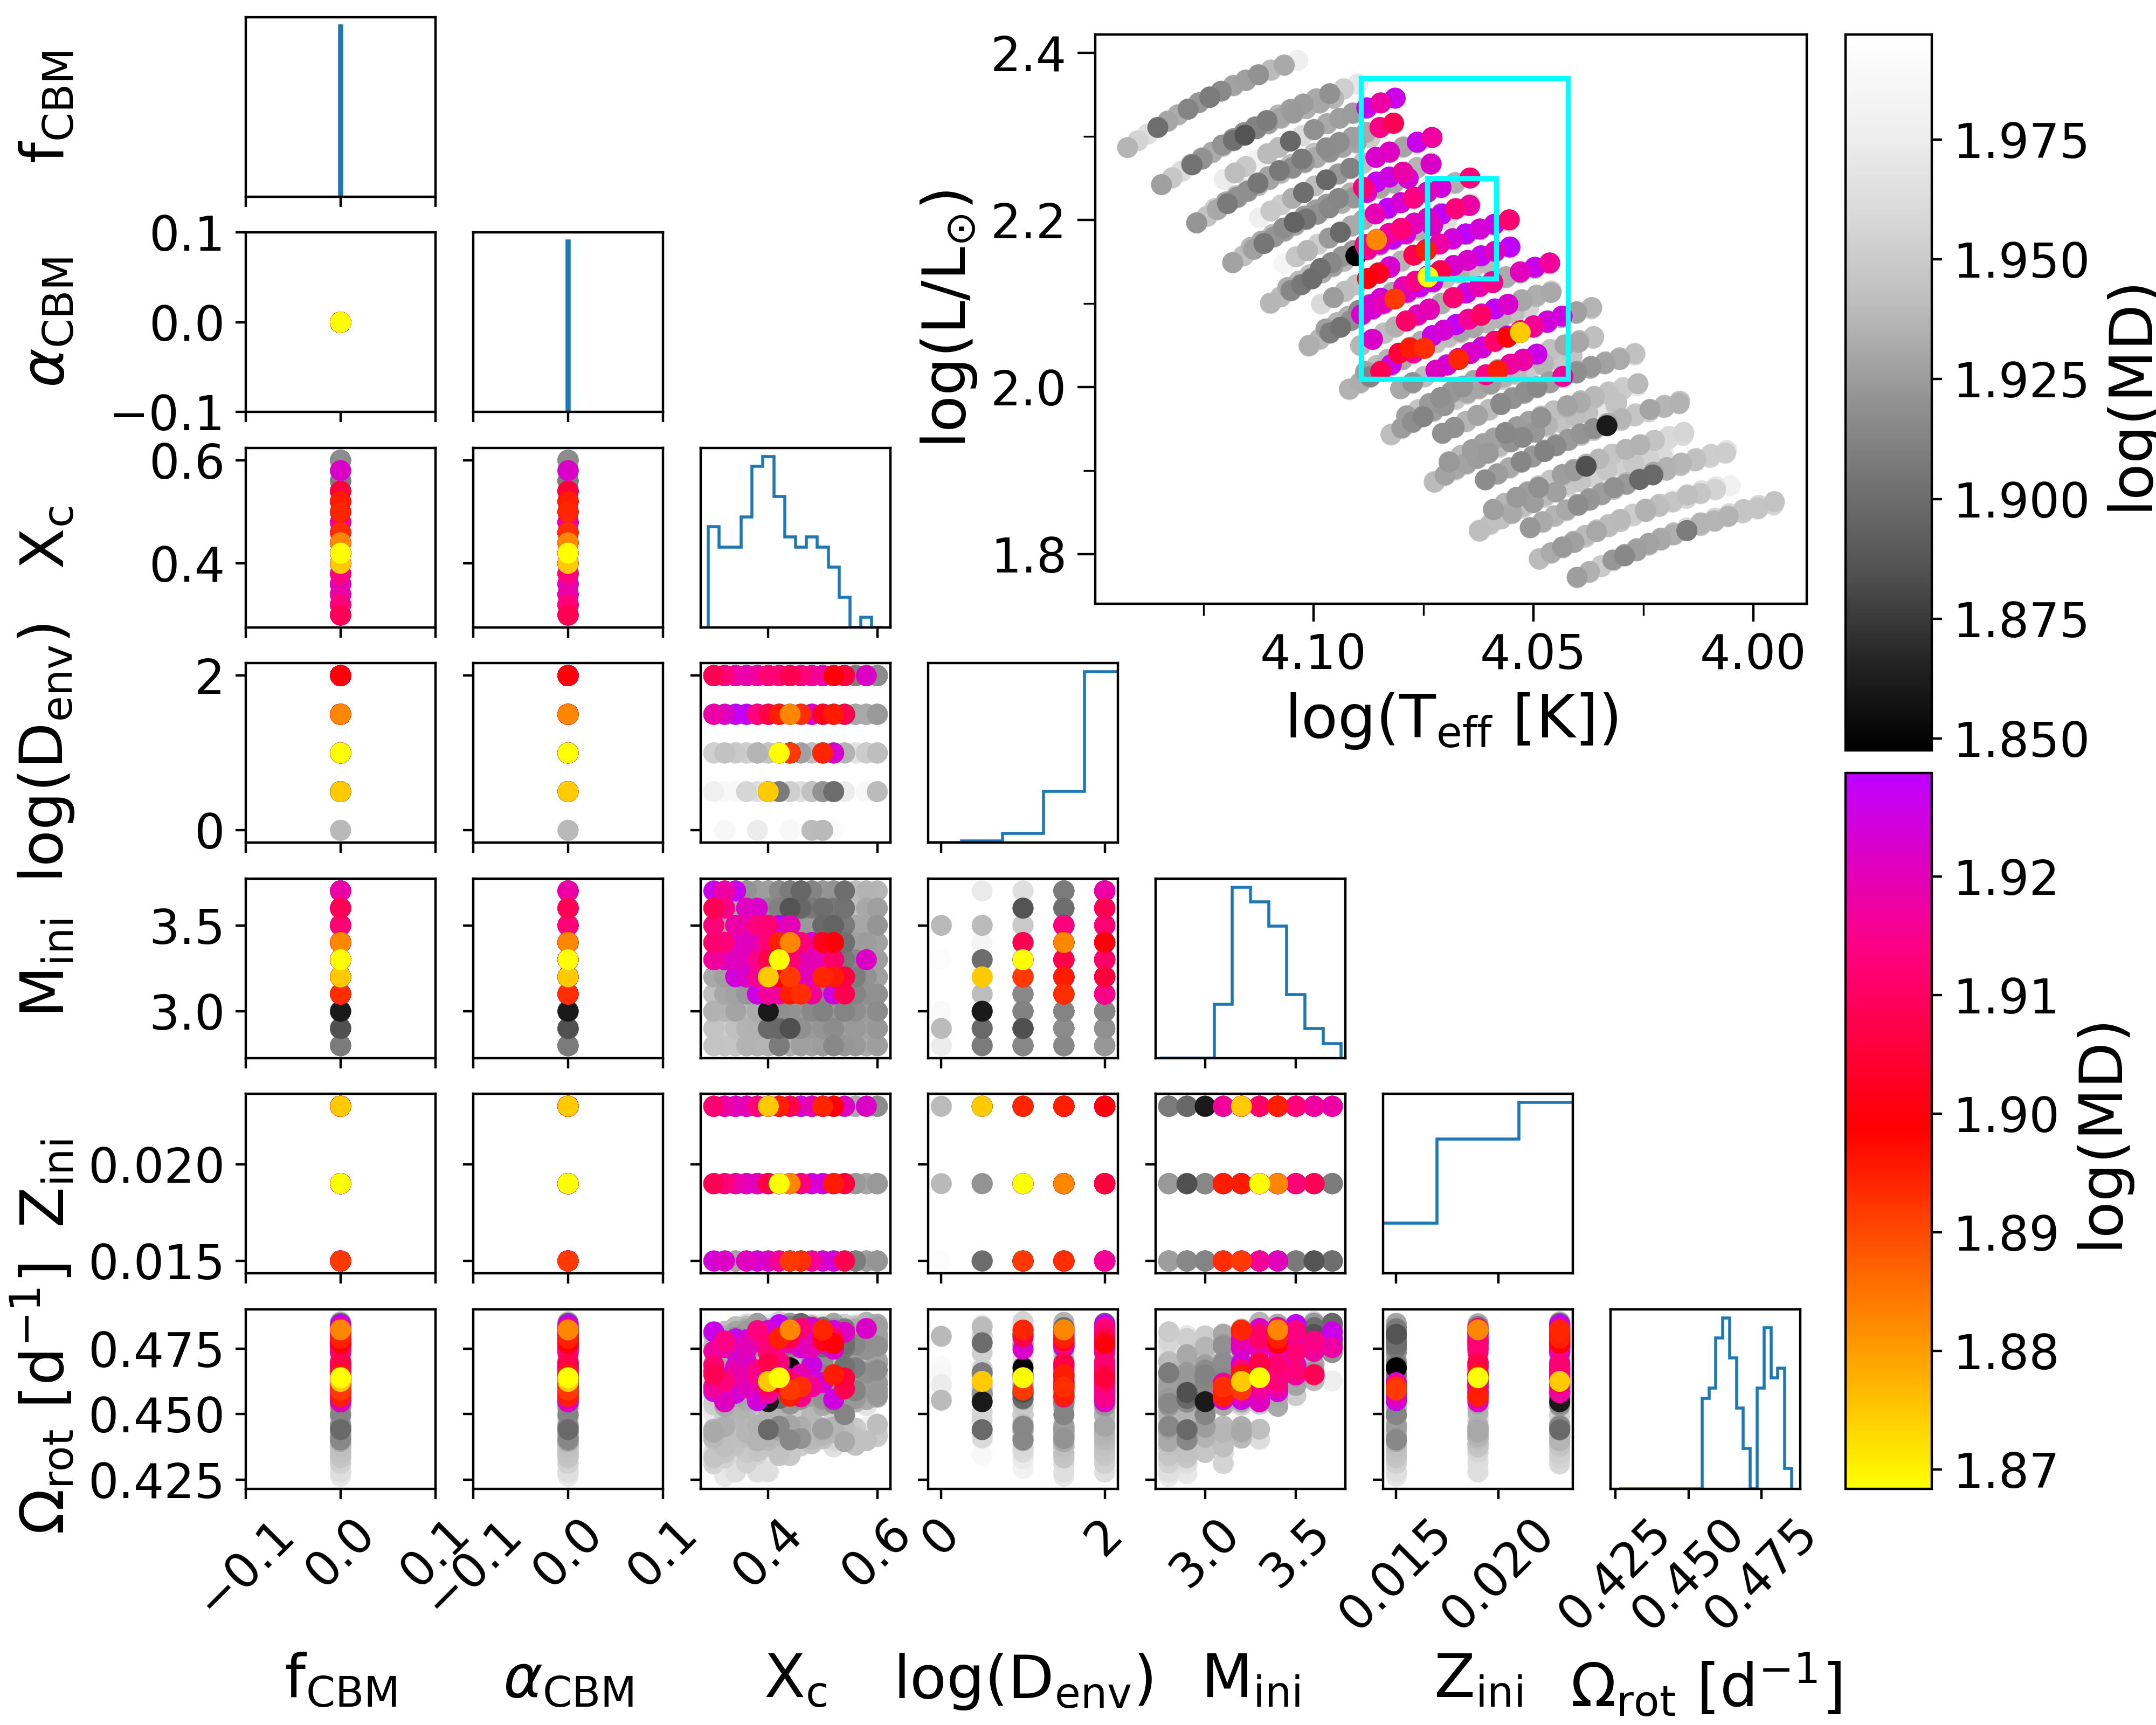 f_CBM
0.1
0.0
−0.1
α_CBM
0.6
0.4
X_c
2
0
log(D_env)
3.5
3.0
M_ini
0.020
0.015
Z_ini
0.475
0.450
0.425
Ω_rot [d⁻¹]
−0.1 0.0 0.1
−0.1 0.0 0.1
0.4 0.6
0 2
3.0 3.5
0.015 0.020
0.425 0.450 0.475
f_CBM α_CBM X_c log(D_env) M_ini Z_ini Ω_rot [d⁻¹]
2.4
2.2
2.0
1.8
log(L/L☉)
4.10 4.05 4.00
log(T_eff [K])
1.975
1.950
1.925
1.900
1.875
1.850
log(MD)
1.92
1.91
1.90
1.89
1.88
1.87
log(MD)